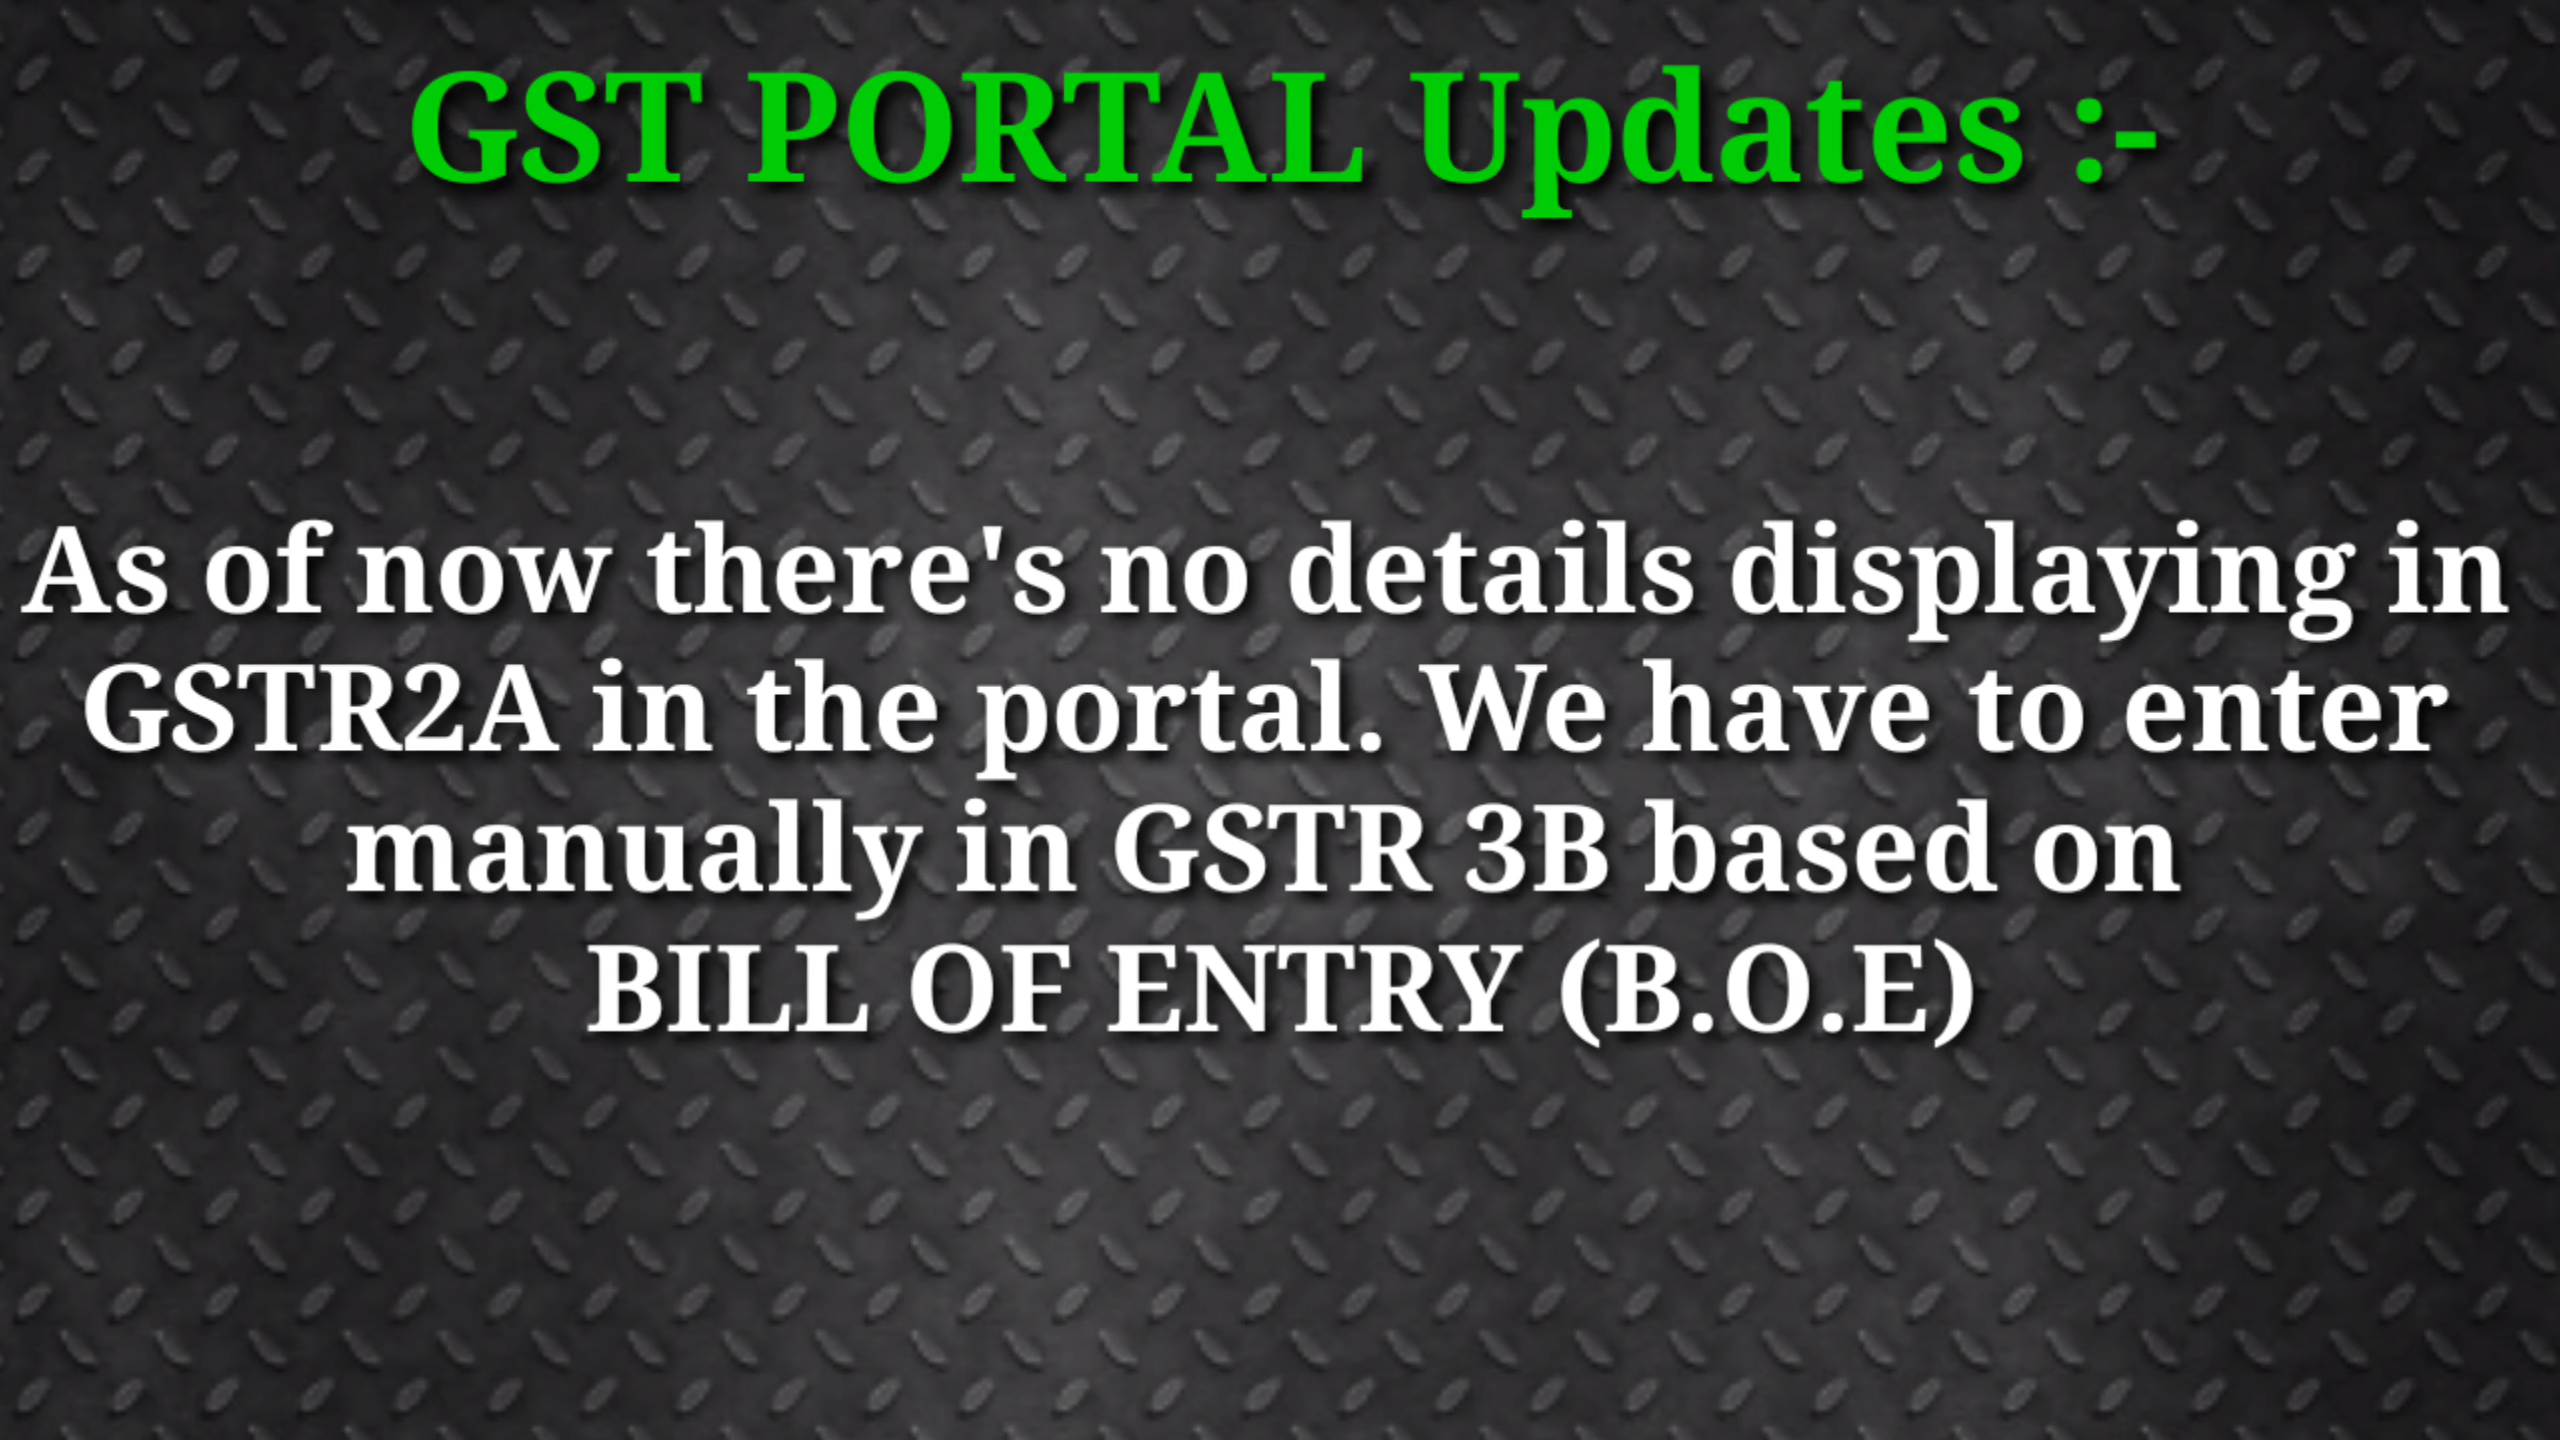 GST PORTAL Updates :-
As of now there's no details displaying in
GSTR2A in the portal. We have to enter
manually in GSTR 3B based on
BILL OF ENTRY (B.O.E)